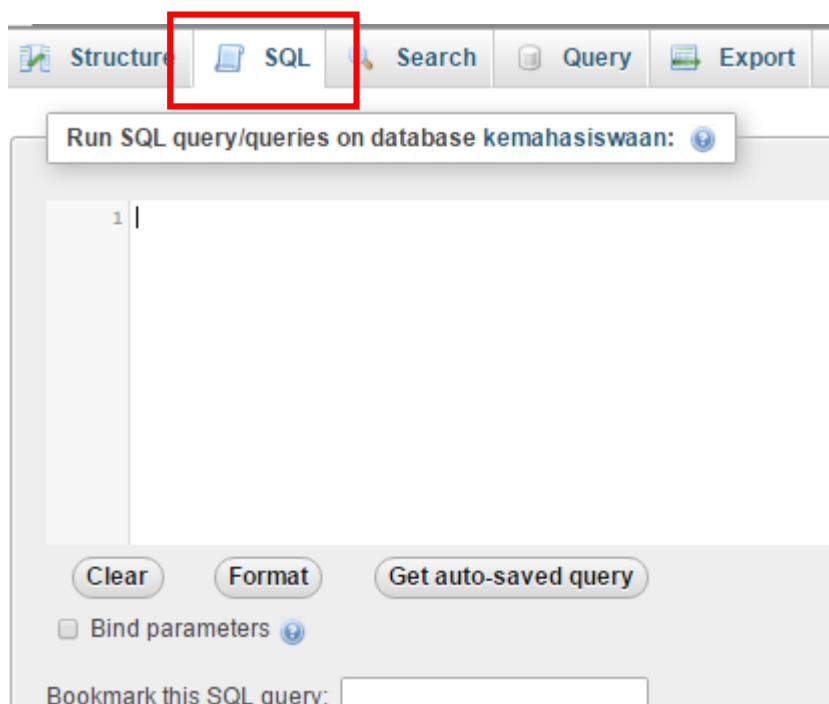 Structure SQL Search Query Export
Run SQL query/queries on database kemahasiswaan:
1
Clear Format Get auto-saved query
Bind parameters
Bookmark this SQL query: